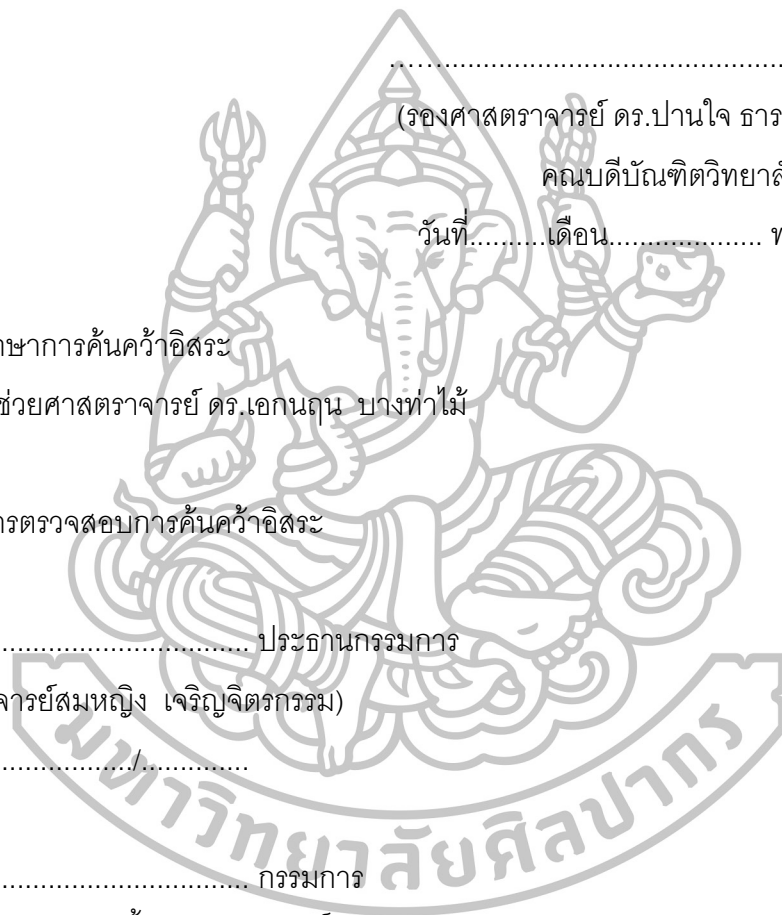 .................................................
(รองศาสตราจารย์ ดร.ปานใจ ธาร
คณบดีบัณฑิตวิทยาลั
วันที่..........เดือน.................... พ
าษาการค้นคว้าอิสระ
ช่วยศาสตราจารย์ ดร.เอกนฤน บางท่าไม้
ารตรวจสอบการค้นคว้าอิสระ
................................. ประธานกรรมการ
จารย์สมหญิง เจริญจิตรกรรม)
................../..............
................................. กรรมการ
มหาวิทยาลัยศิลปากร